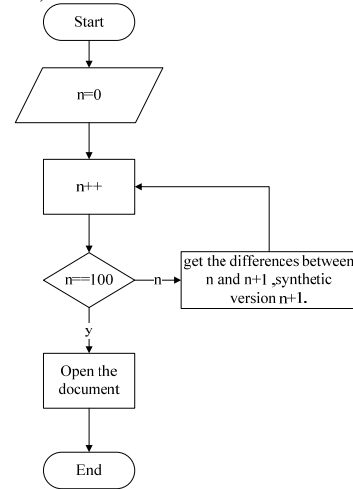 Start
n=0
n++
n==100
n
get the differences between
n and n+1 ,synthetic
version n+1.
y
Open the
document
End